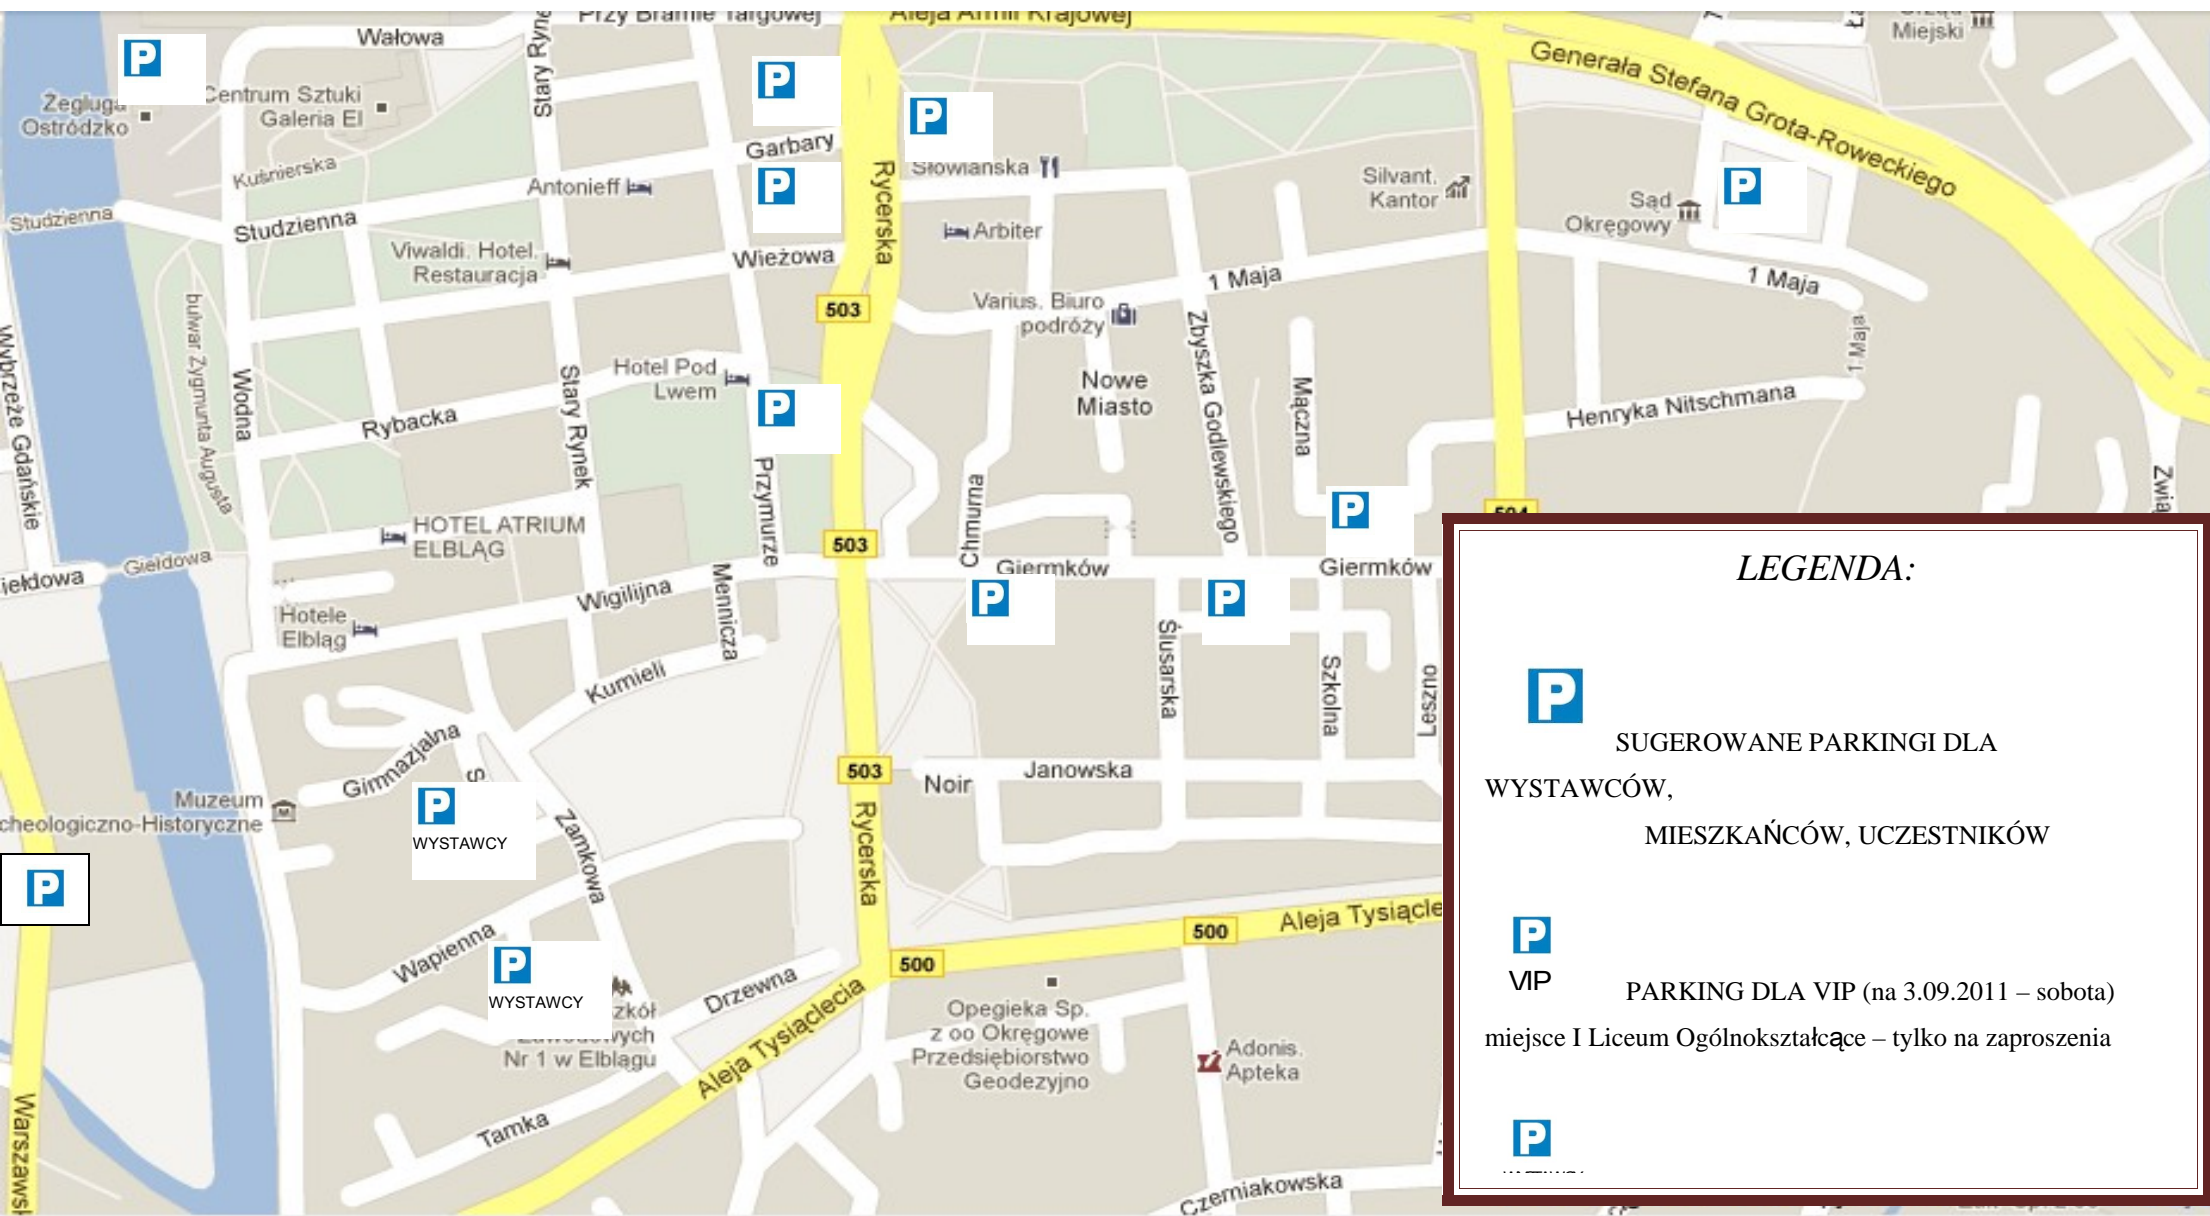 Przy Bramie Targowej
Aleja Armii Krajowej
Wałowa
Stary Rynek
Miejski
P
Generała Stefana Grota-Roweckiego
Żegluga
Ostródzko
Centrum Sztuki
Galeria El
P
P
Garbary
Kuśnierska
Antonieff
P
Rycerska
Słowiańska
Silvant.
Kantor
P
Sąd
Okręgowy
Studzienna
Studzienna
Arbiter
Viwaldi. Hotel.
Restauracja
Wieżowa
1 Maja
1 Maja
1 Maja
bulwar Zygmunta Augusta
503
Varius. Biuro
podróży
Zbyszka Godlewskiego
Wybrzeże Gdańskie
Wodna
Hotel Pod
Lwem
Stary Rynek
Nowe
Miasto
Mączna
Henryka Nitschmana
P
Rybacka
Przymurze
Chmurna
Zwią
P
504
HOTEL ATRIUM
ELBLĄG
503
Giełdowa
iełdowa
Giermków
Giermków
Wigilijna
Mennicza
P
P
Hotele
Elbląg
Ślusarska
Szkolna
Leszno
Kumieli
Gimnazjalna
S
503
Noir
Janowska
Muzeum
cheologiczno-Historyczne
P
WYSTAWCY
Zamkowa
Rycerska
P
Wapienna
500
Aleja Tysiącle
500
P
WYSTAWCY
Drzewna
zkół
Zawodowych
Nr 1 w Elblągu
Aleja Tysiąclecia
Opegieka Sp.
z oo Okręgowe
Przedsiębiorstwo
Geodezyjno
Adonis.
Apteka
Tamka
Warszawsk
Czerniakowska
LEGENDA:
P
SUGEROWANE PARKINGI DLA
WYSTAWCÓW,
MIESZKAŃCÓW, UCZESTNIKÓW
P
VIP
PARKING DLA VIP (na 3.09.2011 – sobota)
miejsce I Liceum Ogólnokształcące – tylko na zaproszenia
P